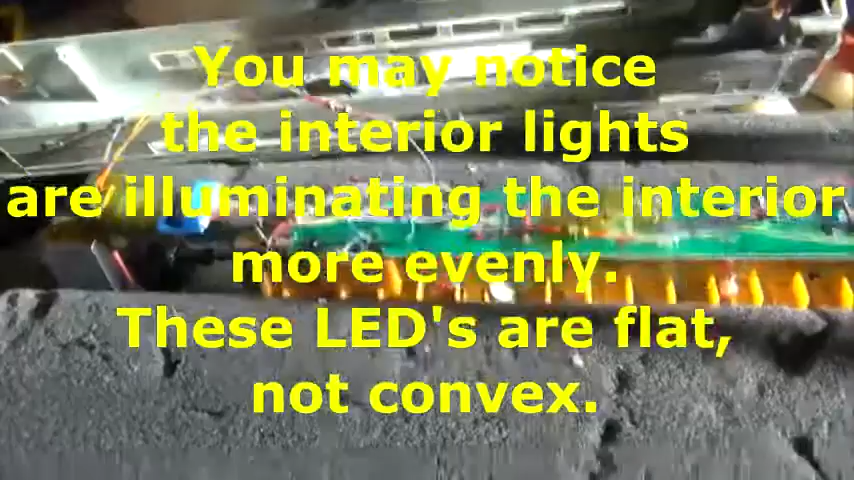 You may notice
the interior lights
are illuminating the interior
more evenly.
These LED's are flat,
not convex.